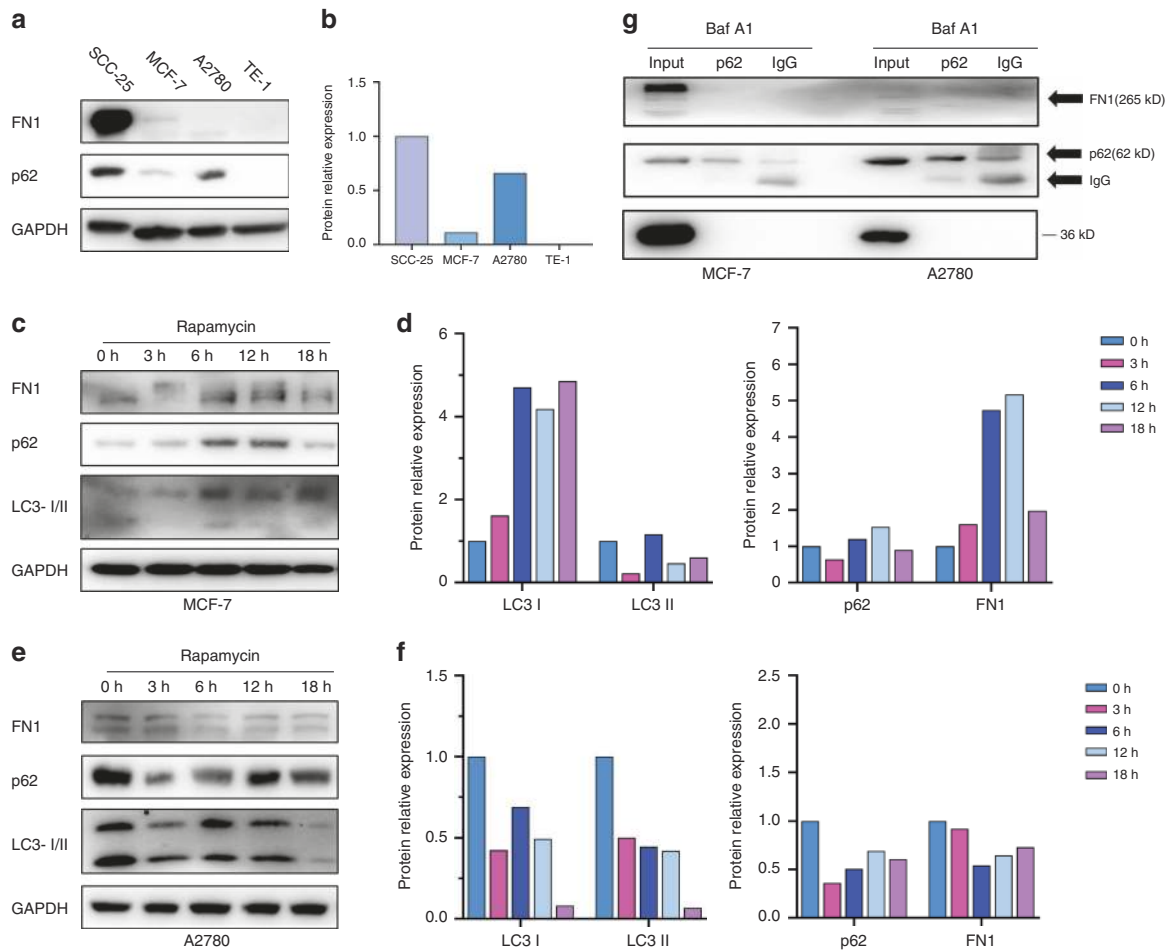 a
SCC-25
MCF-7
A2780
TE-1
FN1
p62
GAPDH
b
Protein relative expression
1.5
1.0
0.5
0.0
SCC-25 MCF-7 A2780 TE-1
g
Baf A1 Baf A1
Input p62 IgG Input p62 IgG
FN1(265 kD)
p62(62 kD)
IgG
36 kD
MCF-7 A2780
c
Rapamycin
0 h 3 h 6 h 12 h 18 h
FN1
p62
LC3- I/II
GAPDH
MCF-7
d
Protein relative expression
6
4
2
0
LC3 I LC3 II
Protein relative expression
7
6
5
4
3
2
1
0
p62 FN1
0 h
3 h
6 h
12 h
18 h
e
Rapamycin
0 h 3 h 6 h 12 h 18 h
FN1
p62
LC3- I/II
GAPDH
A2780
f
Protein relative expression
1.5
1.0
0.5
0.0
LC3 I LC3 II
Protein relative expression
2.5
2.0
1.5
1.0
0.5
0.0
p62 FN1
0 h
3 h
6 h
12 h
18 h